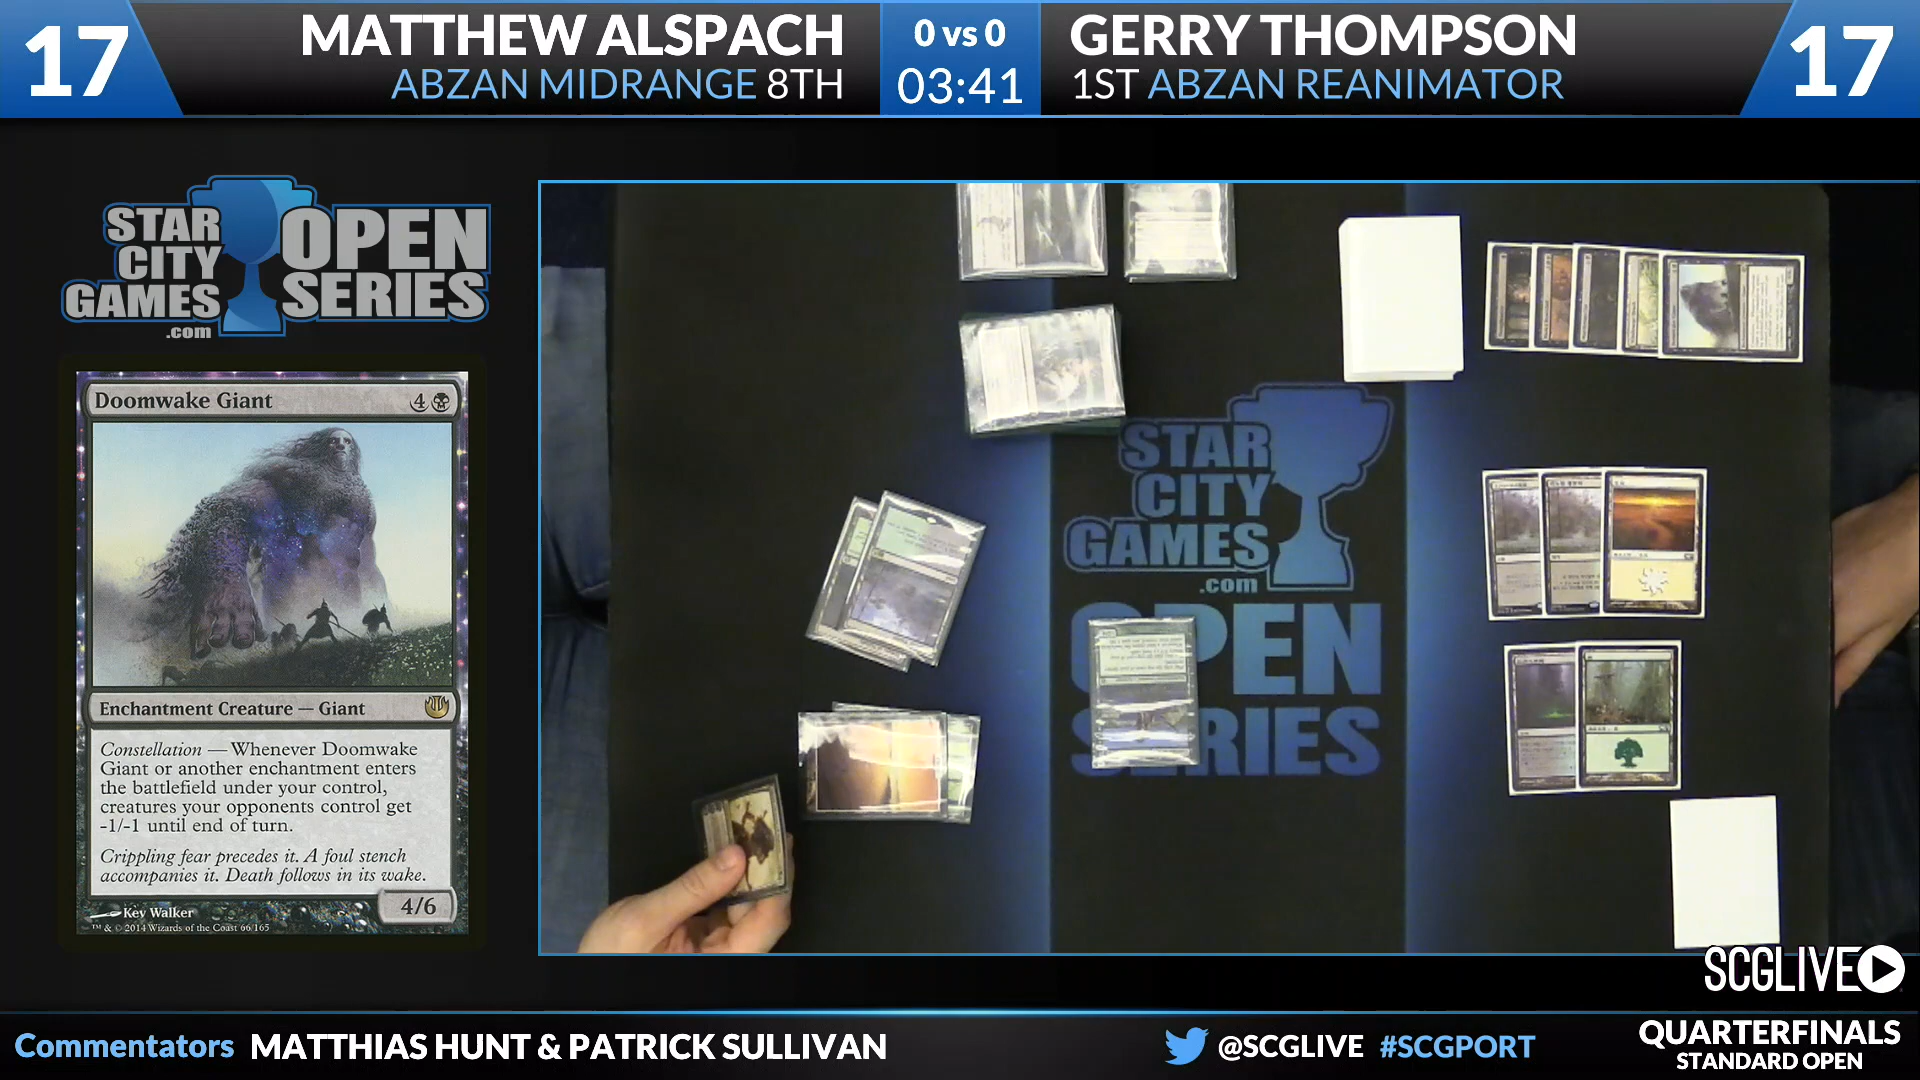 17
MATTHEW ALSPACH
ABZAN MIDRANGE 8TH
0 vs 0
03:41
GERRY THOMPSON
1ST ABZAN REANIMATOR
17
STAR CITY GAMES .com OPEN SERIES
Doomwake Giant 4
Enchantment Creature — Giant
Constellation — Whenever Doomwake
Giant or another enchantment enters
the battlefield under your control,
creatures your opponents control get
-1/-1 until end of turn.
Crippling fear precedes it. A foul stench
accompanies it. Death follows in its wake.
4/6
Kev Walker
™ & © 2014 Wizards of the Coast 66/165
STAR
CITY
GAMES
.com
OPEN
SERIES
SCGLIVE
Commentators MATTHIAS HUNT & PATRICK SULLIVAN
@SCGLIVE #SCGPORT
QUARTERFINALS
STANDARD OPEN